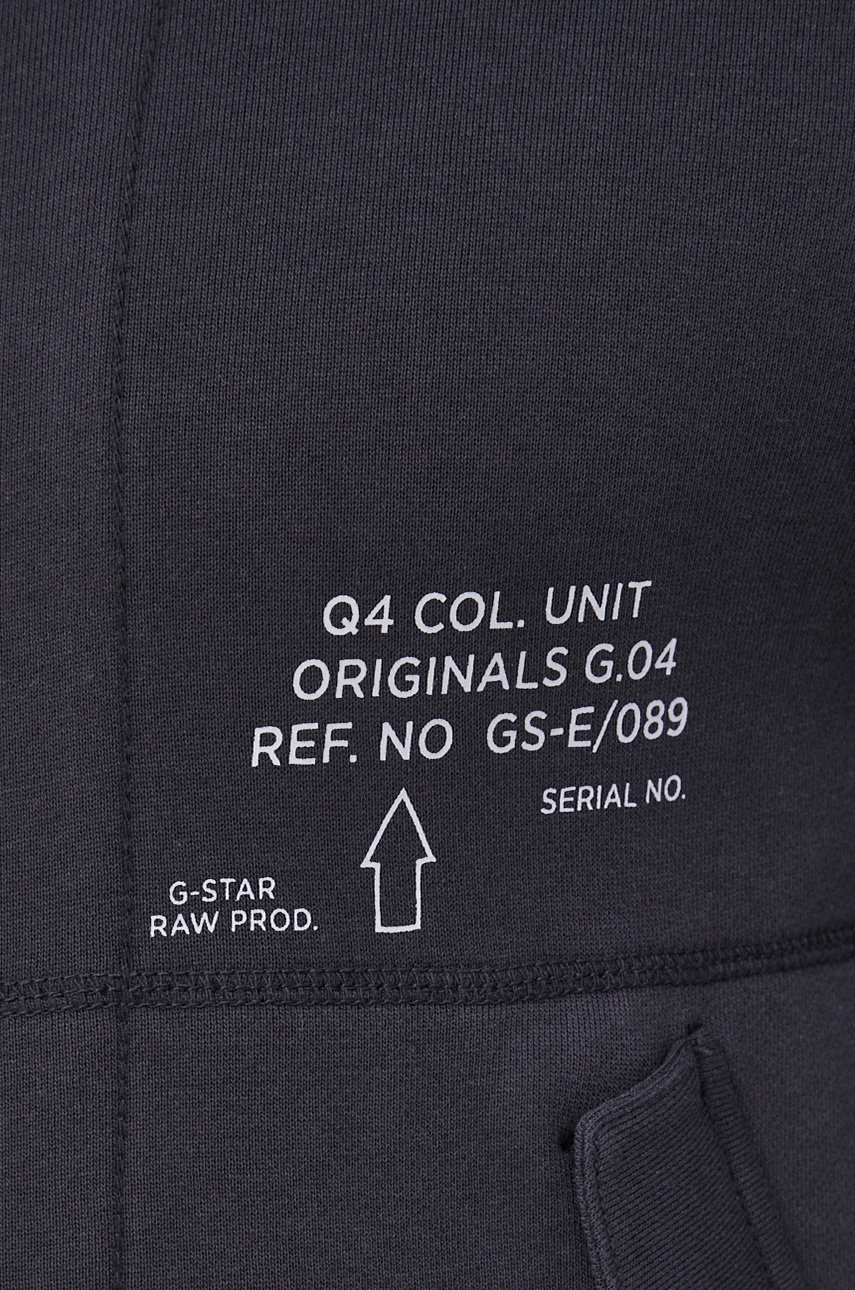 Q4 COL. UNIT
ORIGINALS G.04
REF. NO GS-E/089
SERIAL NO.
G-STAR
RAW PROD.